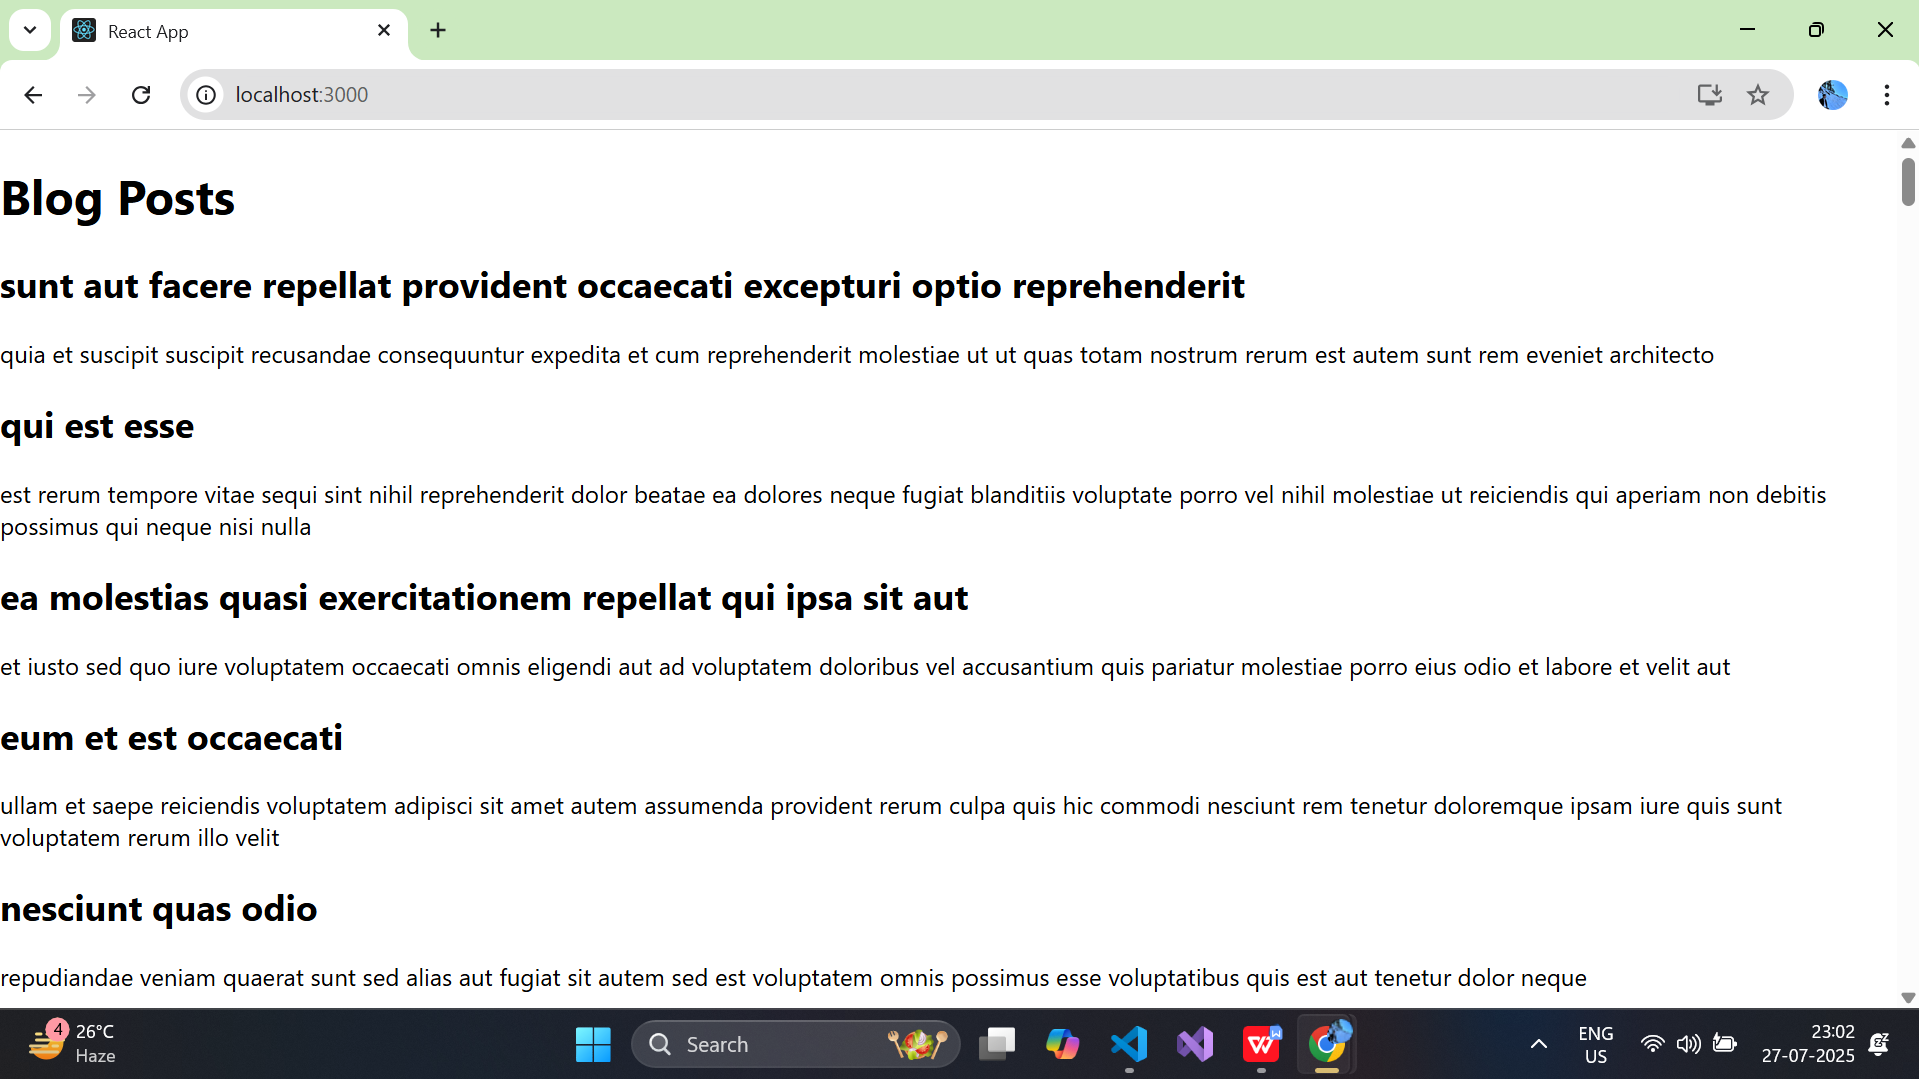 React App
localhost:3000
Blog Posts
sunt aut facere repellat provident occaecati excepturi optio reprehenderit
quia et suscipit suscipit recusandae consequuntur expedita et cum reprehenderit molestiae ut ut quas totam nostrum rerum est autem sunt rem eveniet architecto
qui est esse
est rerum tempore vitae sequi sint nihil reprehenderit dolor beatae ea dolores neque fugiat blanditiis voluptate porro vel nihil molestiae ut reiciendis qui aperiam non debitis
possimus qui neque nisi nulla
ea molestias quasi exercitationem repellat qui ipsa sit aut
et iusto sed quo iure voluptatem occaecati omnis eligendi aut ad voluptatem doloribus vel accusantium quis pariatur molestiae porro eius odio et labore et velit aut
eum et est occaecati
ullam et saepe reiciendis voluptatem adipisci sit amet autem assumenda provident rerum culpa quis hic commodi nesciunt rem tenetur doloremque ipsam iure quis sunt
voluptatem rerum illo velit
nesciunt quas odio
repudiandae veniam quaerat sunt sed alias aut fugiat sit autem sed est voluptatem omnis possimus esse voluptatibus quis est aut tenetur dolor neque
4
26°C
Haze
Search
W
W
ENG
US
23:02
27-07-2025